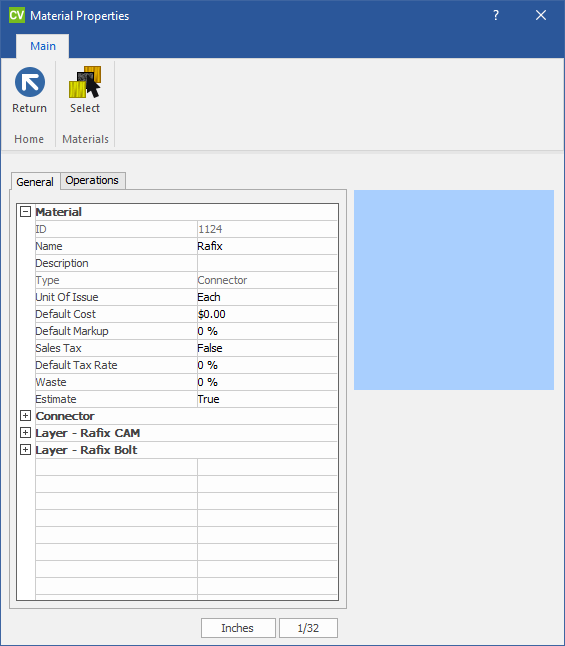 CV Material Properties ?
Main
Return Select
Home Materials
General Operations
Material
ID 1124
Name Rafix
Description
Type Connector
Unit Of Issue Each
Default Cost $0.00
Default Markup 0 %
Sales Tax False
Default Tax Rate 0 %
Waste 0 %
Estimate True
Connector
Layer - Rafix CAM
Layer - Rafix Bolt
Inches 1/32